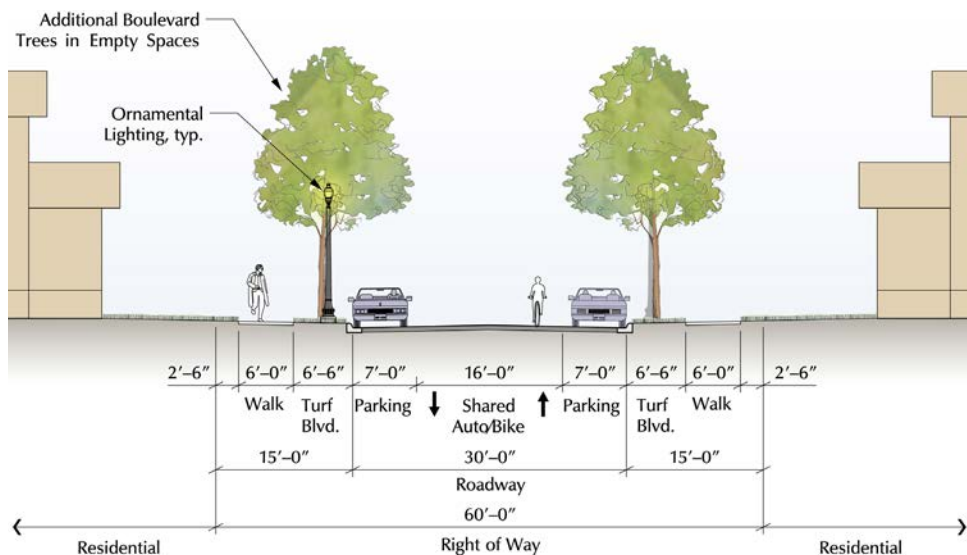 Additional Boulevard
Trees in Empty Spaces
Ornamental
Lighting, typ.
2’–6” 6’–0” 6’–6” 7’–0” 16’–0” 7’–0” 6’–6” 6’–0” 2’–6”
Walk Turf Parking Shared Parking Turf Walk
Blvd. Auto/Bike Blvd.
15’–0” 30’–0” 15’–0”
Roadway
60’–0”
Residential Right of Way Residential